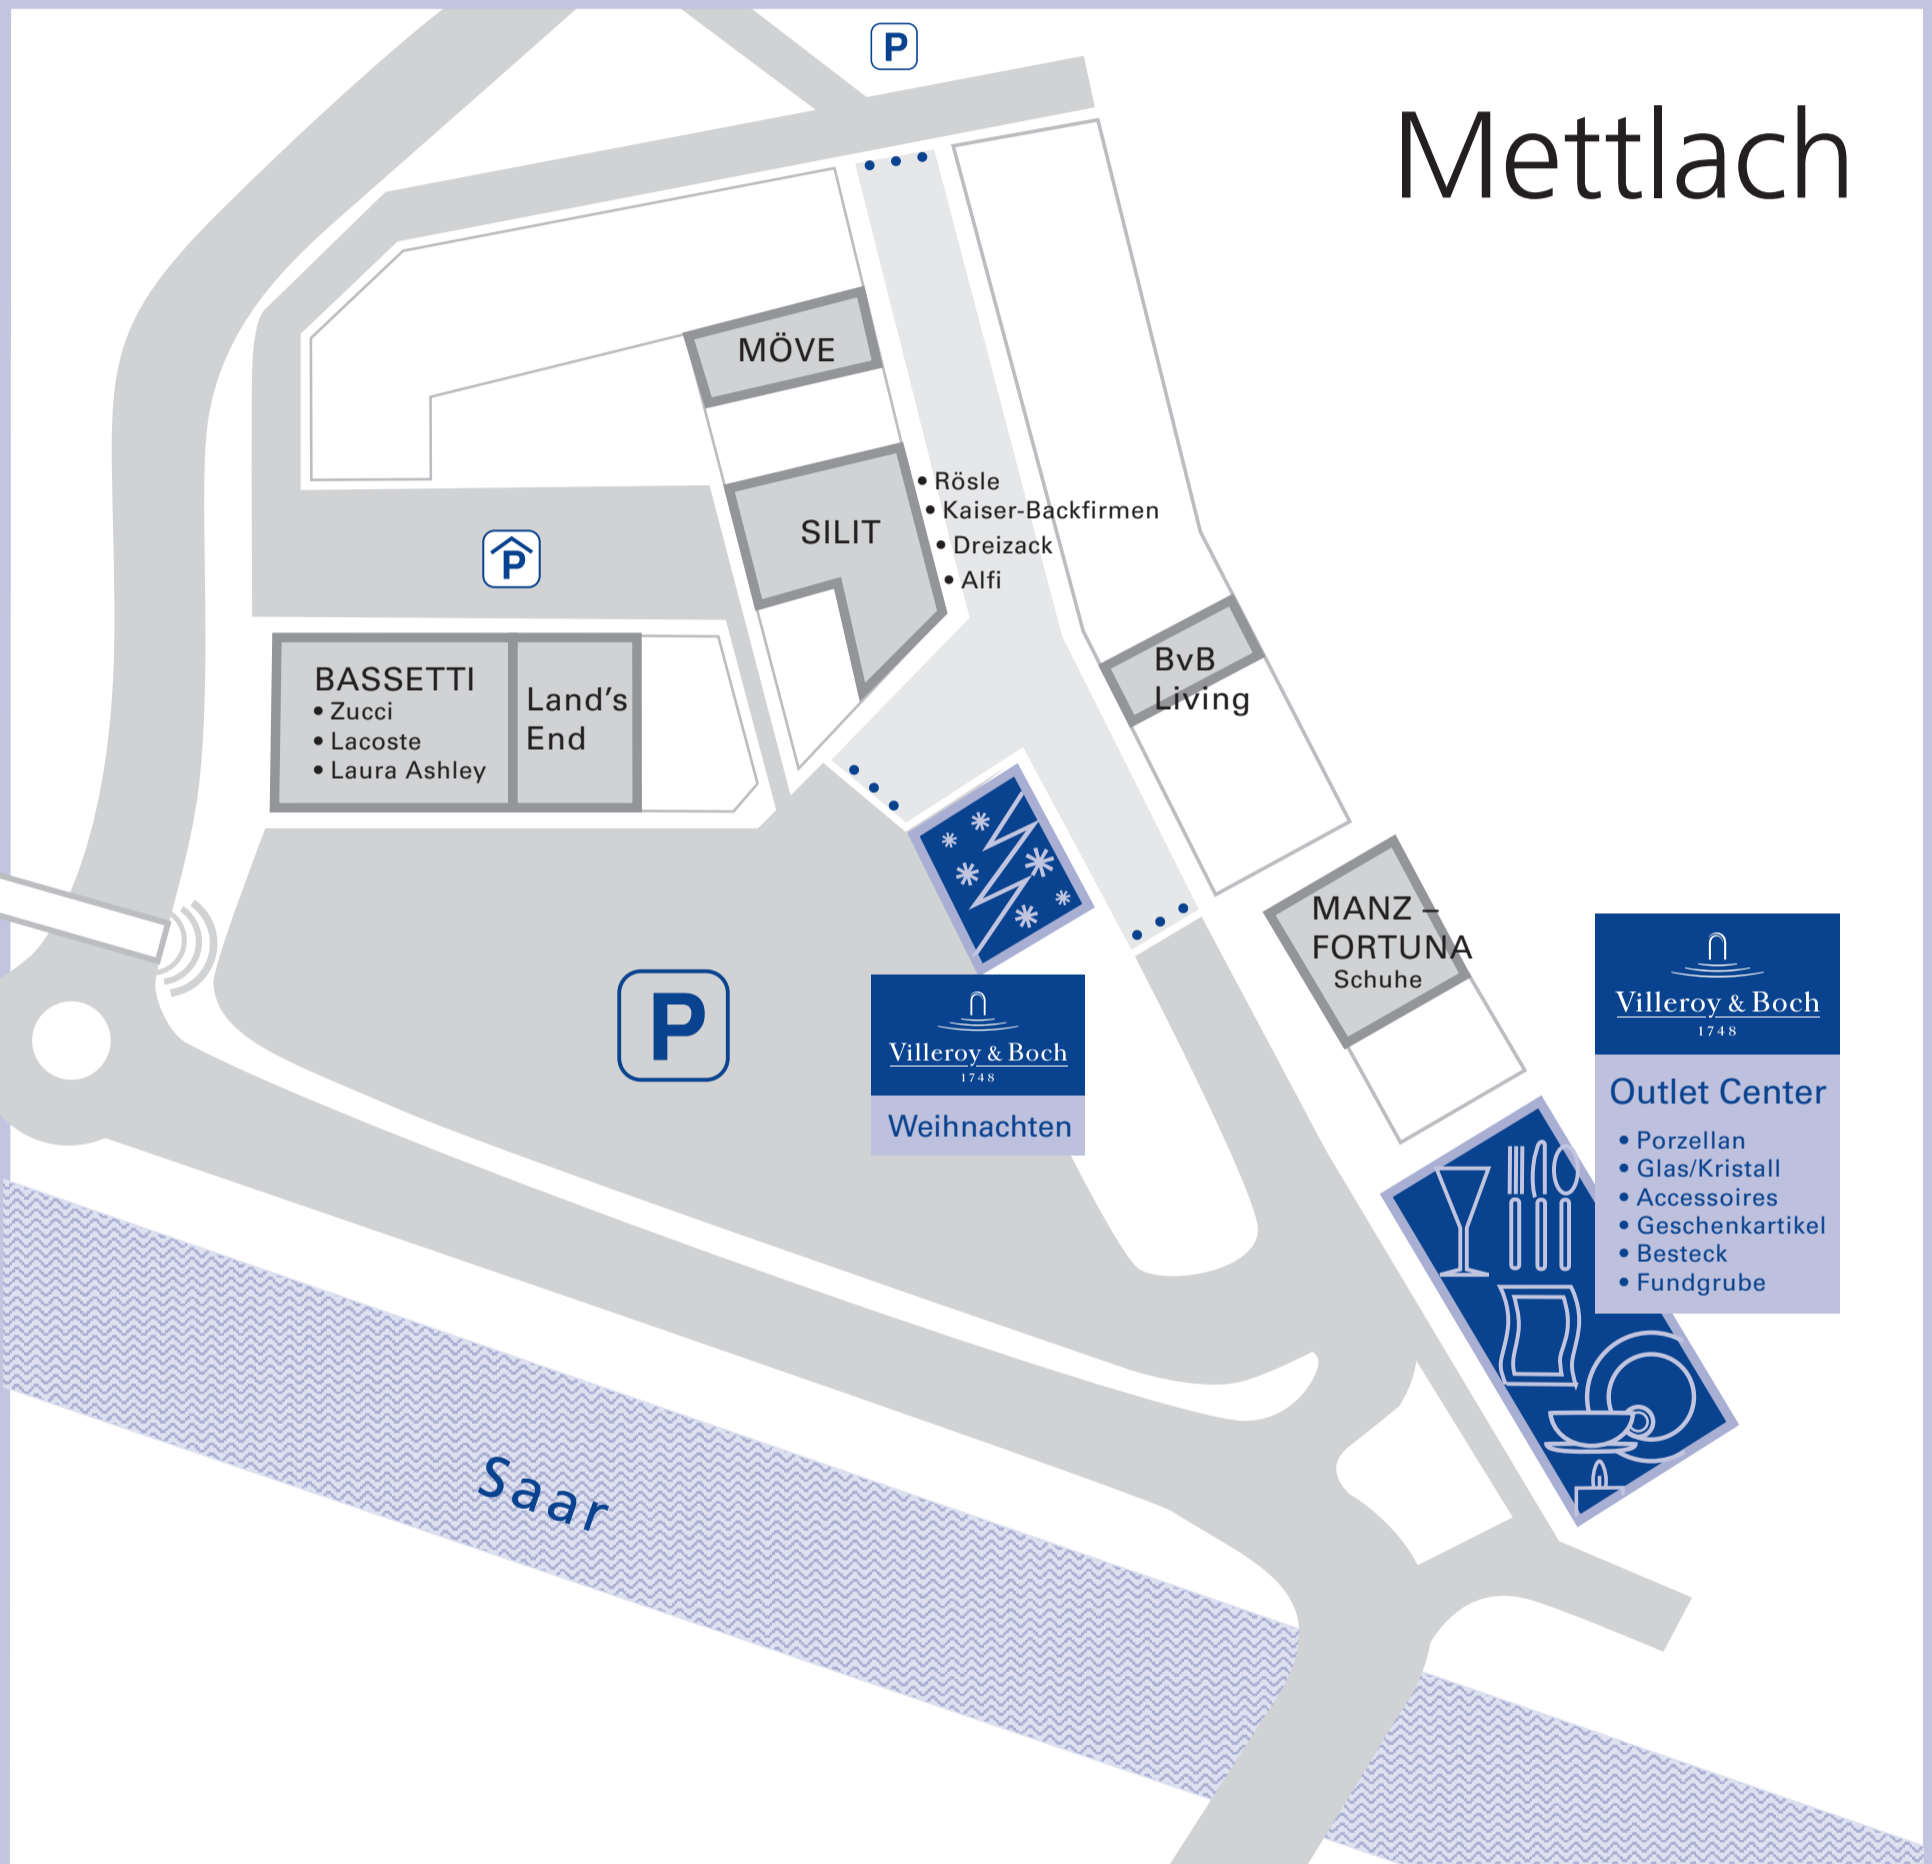 P
Mettlach
MÖVE
• Rösle
• Kaiser-Backfirmen
• Dreizack
• Alfi
SILIT
P
BASSETTI
• Zucci
• Lacoste
• Laura Ashley
Land’s
End
BvB
Living
MANZ –
FORTUNA
Schuhe
P
Villeroy & Boch
1748
Weihnachten
Villeroy & Boch
1748
Outlet Center
• Porzellan
• Glas/Kristall
• Accessoires
• Geschenkartikel
• Besteck
• Fundgrube
Saar